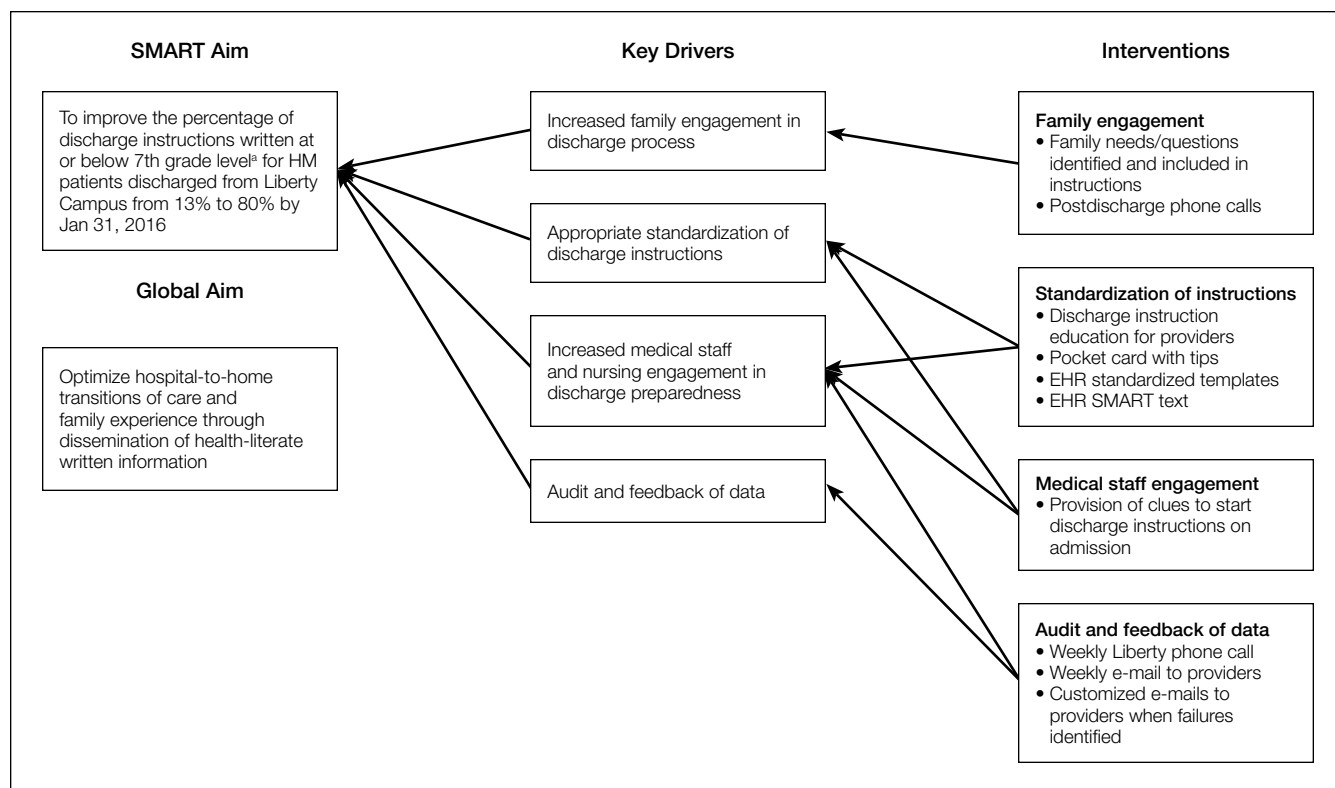 SMART Aim
To improve the percentage of
discharge instructions written at
or below 7th grade levelᵃ for HM
patients discharged from Liberty
Campus from 13% to 80% by
Jan 31, 2016
Global Aim
Optimize hospital-to-home
transitions of care and
family experience through
dissemination of health-literate
written information
Key Drivers
Increased family engagement in
discharge process
Appropriate standardization of
discharge instructions
Increased medical staff
and nursing engagement in
discharge preparedness
Audit and feedback of data
Interventions
Family engagement
• Family needs/questions
identified and included in
instructions
• Postdischarge phone calls
Standardization of instructions
• Discharge instruction
education for providers
• Pocket card with tips
• EHR standardized templates
• EHR SMART text
Medical staff engagement
• Provision of clues to start
discharge instructions on
admission
Audit and feedback of data
• Weekly Liberty phone call
• Weekly e-mail to providers
• Customized e-mails to
providers when failures
identified